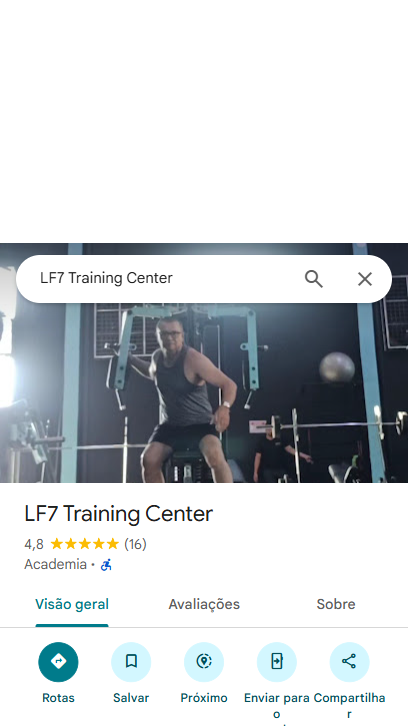 LF7 Training Center
LF7 Training Center
4,8 ★★★★★ (16)
Academia ·
Visão geral Avaliações Sobre
Rotas Salvar Próximo Enviar para Compartilha
o r